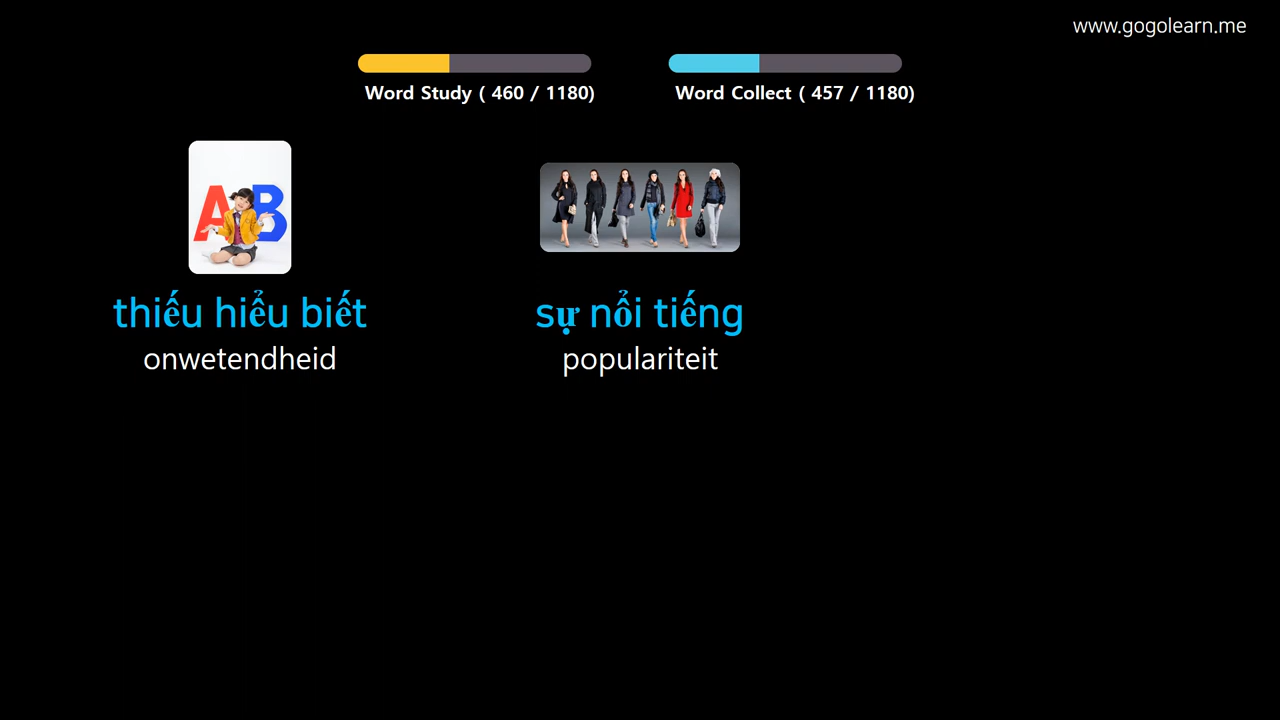 www.gogolearn.me
Word Study ( 460 / 1180)
Word Collect ( 457 / 1180)
A B
thiếu hiểu biết
onwetendheid
sự nổi tiếng
populariteit